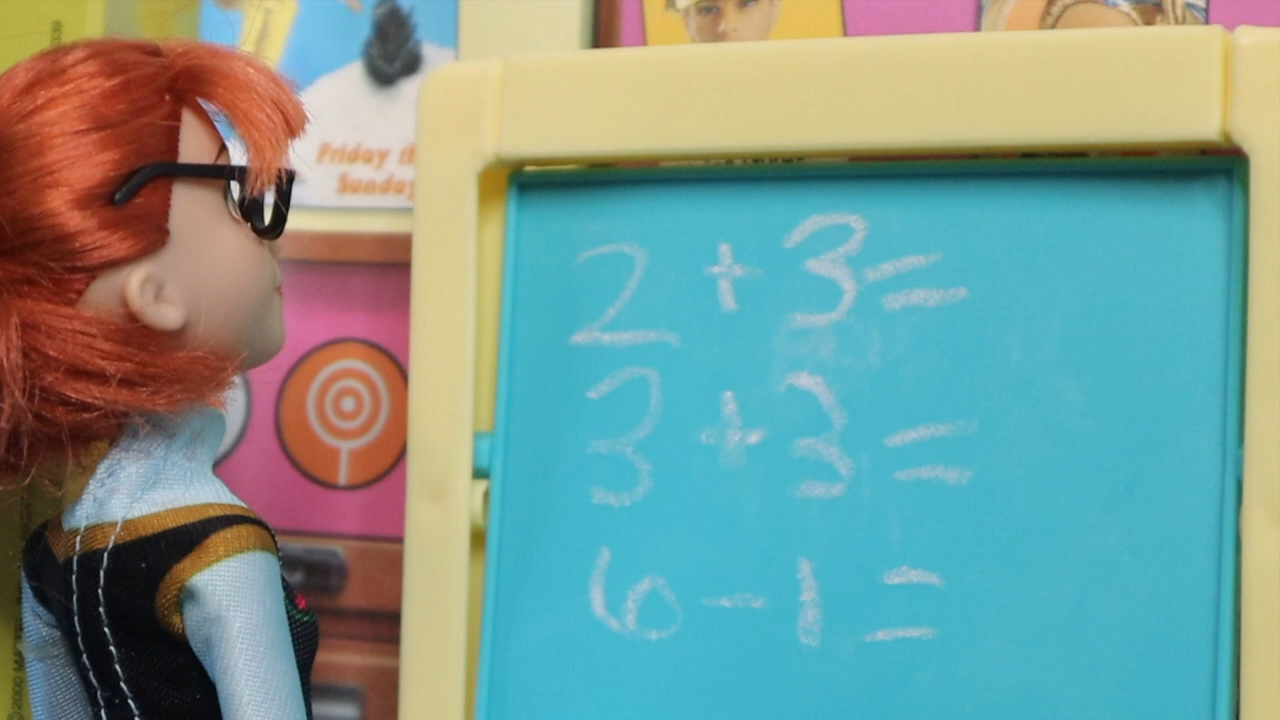 Friday
Sunday
2 + 3 =
3 + 3 =
6 - 1 =